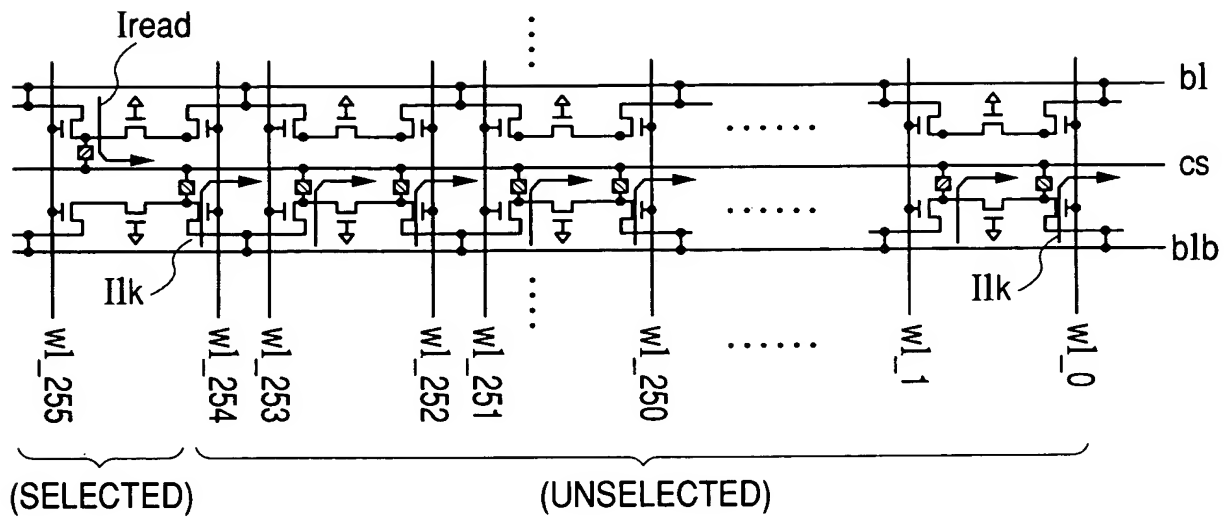 Iread
bl
cs
blb
Ilk
Ilk
wl_255
wl_254
wl_253
wl_252
wl_251
wl_250
wl_1
wl_0
(SELECTED)
(UNSELECTED)